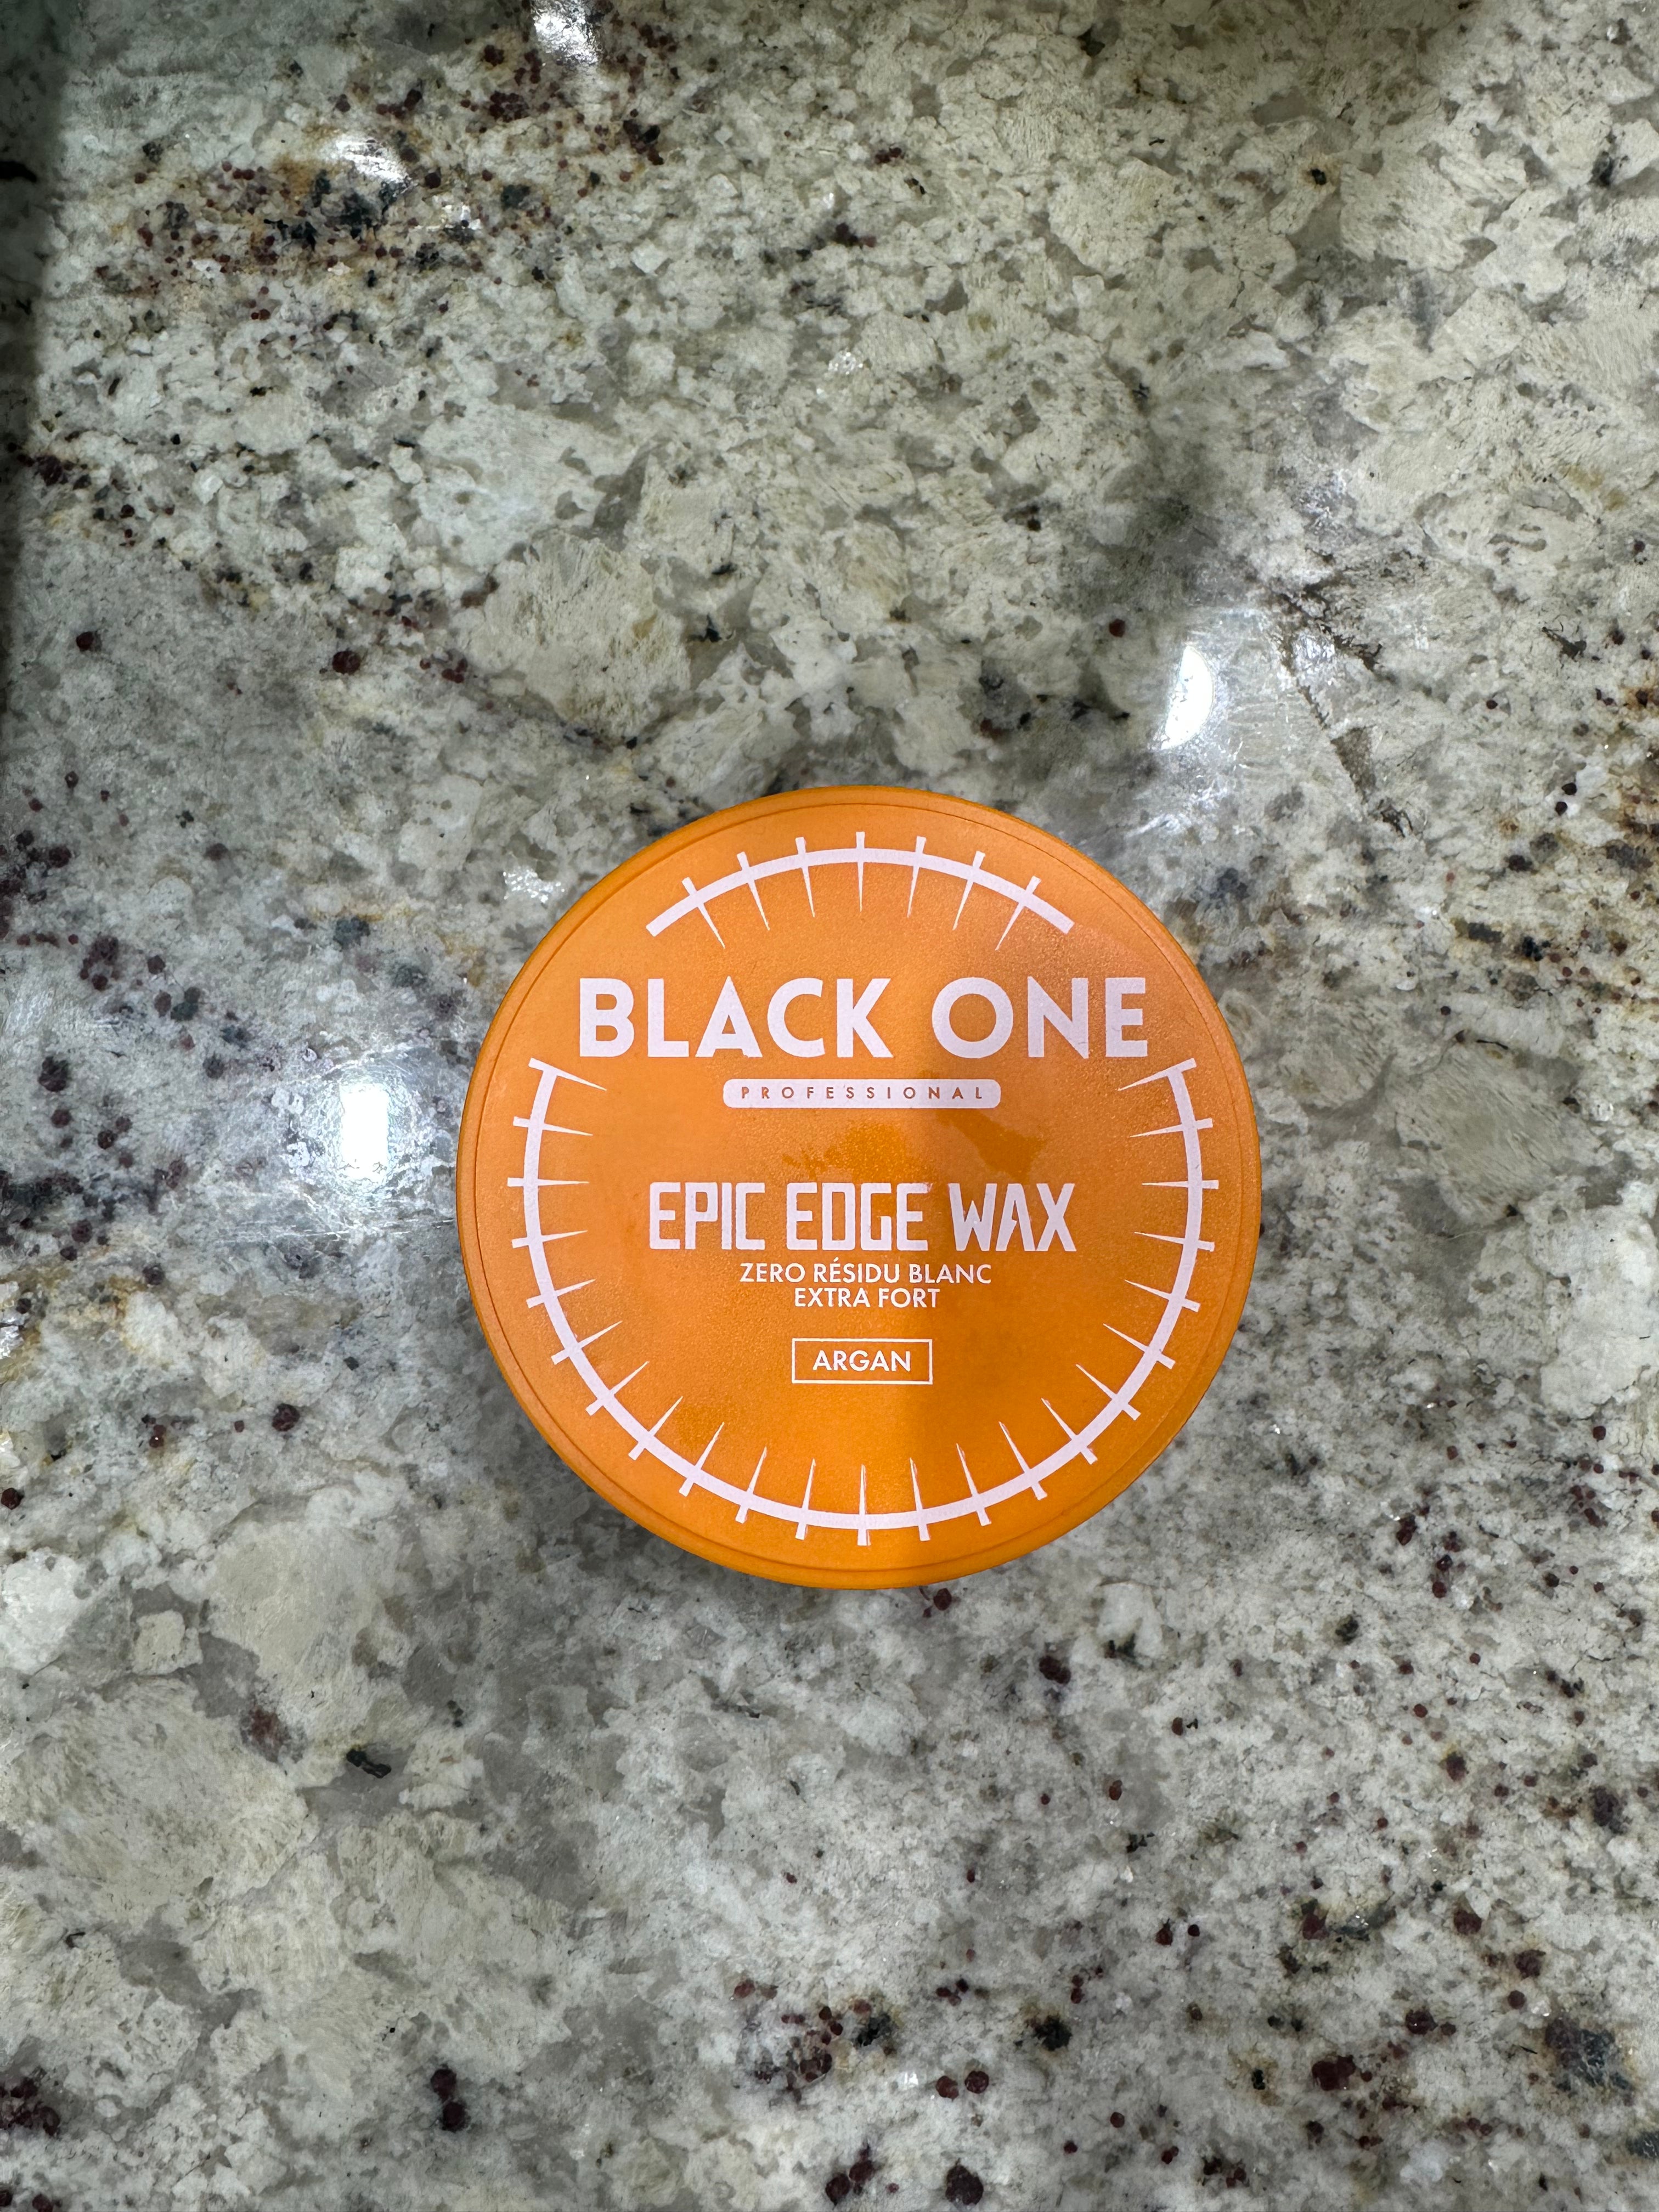 BLACK ONE
PROFESSIONAL
EPIC EDGE WAX
ZERO RÉSIDU BLANC
EXTRA FORT
ARGAN